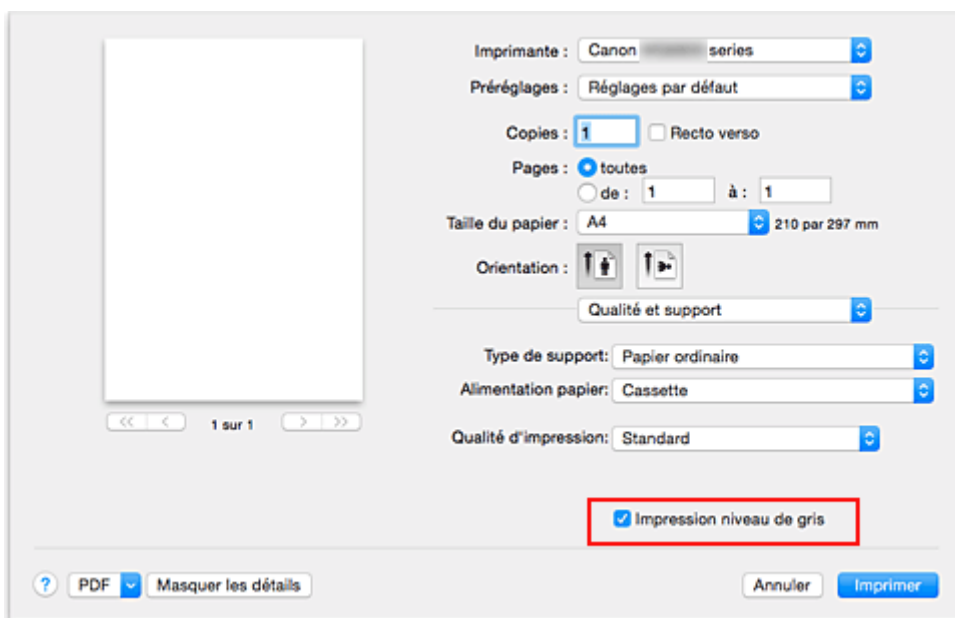 Imprimante : Canon series
Préréglages : Réglages par défaut
Copies : 1 Recto verso
Pages : toutes
de : 1 à : 1
Taille du papier : A4 210 par 297 mm
Orientation :
Qualité et support
Type de support: Papier ordinaire
Alimentation papier: Cassette
<< < 1 sur 1 > >>
Qualité d'impression: Standard
Impression niveau de gris
? PDF Masquer les détails Annuler Imprimer